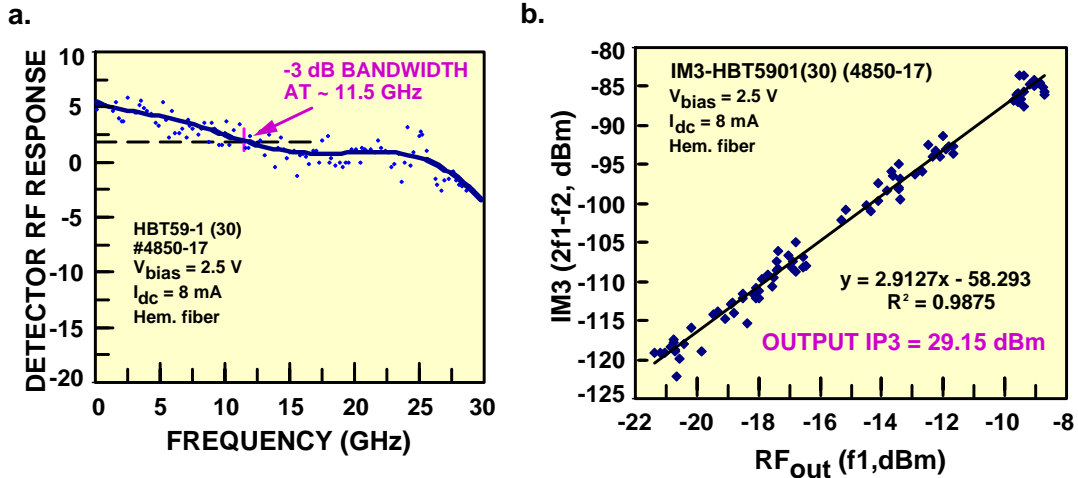 a.
DETECTOR RF RESPONSE
10
5
0
-5
-10
-15
-20
-3 dB BANDWIDTH
AT ~ 11.5 GHz
HBT59-1 (30)
#4850-17
Vbias = 2.5 V
Idc = 8 mA
Hem. fiber
0 5 10 15 20 25 30
FREQUENCY (GHz)
b.
IM3 (2f1-f2, dBm)
-80
-85
-90
-95
-100
-105
-110
-115
-120
-125
IM3-HBT5901(30) (4850-17)
Vbias = 2.5 V
Idc = 8 mA
Hem. fiber
y = 2.9127x - 58.293
R² = 0.9875
OUTPUT IP3 = 29.15 dBm
-22 -20 -18 -16 -14 -12 -10 -8
RFout (f1,dBm)